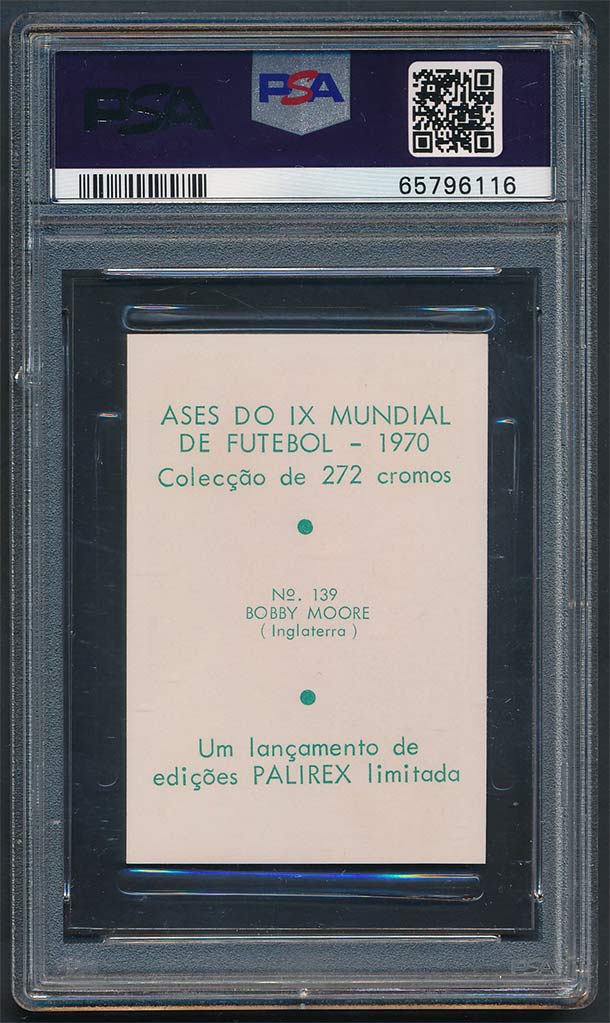 PSA
PSA
65796116
ASES DO IX MUNDIAL
DE FUTEBOL - 1970
Colecção de 272 cromos
Nº. 139
BOBBY MOORE
( Inglaterra )
Um lançamento de
edições PALIREX limitada
PSA